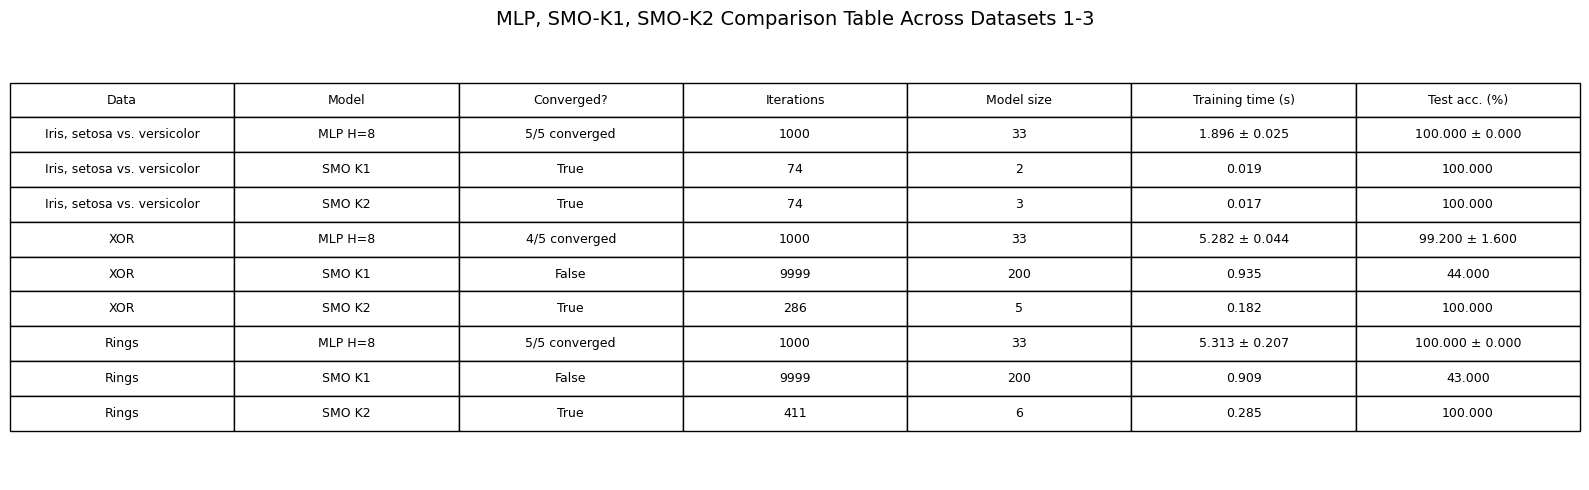 MLP, SMO-K1, SMO-K2 Comparison Table Across Datasets 1-3
Data Model Converged? Iterations Model size Training time (s) Test acc. (%)
Iris, setosa vs. versicolor MLP H=8 5/5 converged 1000 33 1.896 ± 0.025 100.000 ± 0.000
Iris, setosa vs. versicolor SMO K1 True 74 2 0.019 100.000
Iris, setosa vs. versicolor SMO K2 True 74 3 0.017 100.000
XOR MLP H=8 4/5 converged 1000 33 5.282 ± 0.044 99.200 ± 1.600
XOR SMO K1 False 9999 200 0.935 44.000
XOR SMO K2 True 286 5 0.182 100.000
Rings MLP H=8 5/5 converged 1000 33 5.313 ± 0.207 100.000 ± 0.000
Rings SMO K1 False 9999 200 0.909 43.000
Rings SMO K2 True 411 6 0.285 100.000